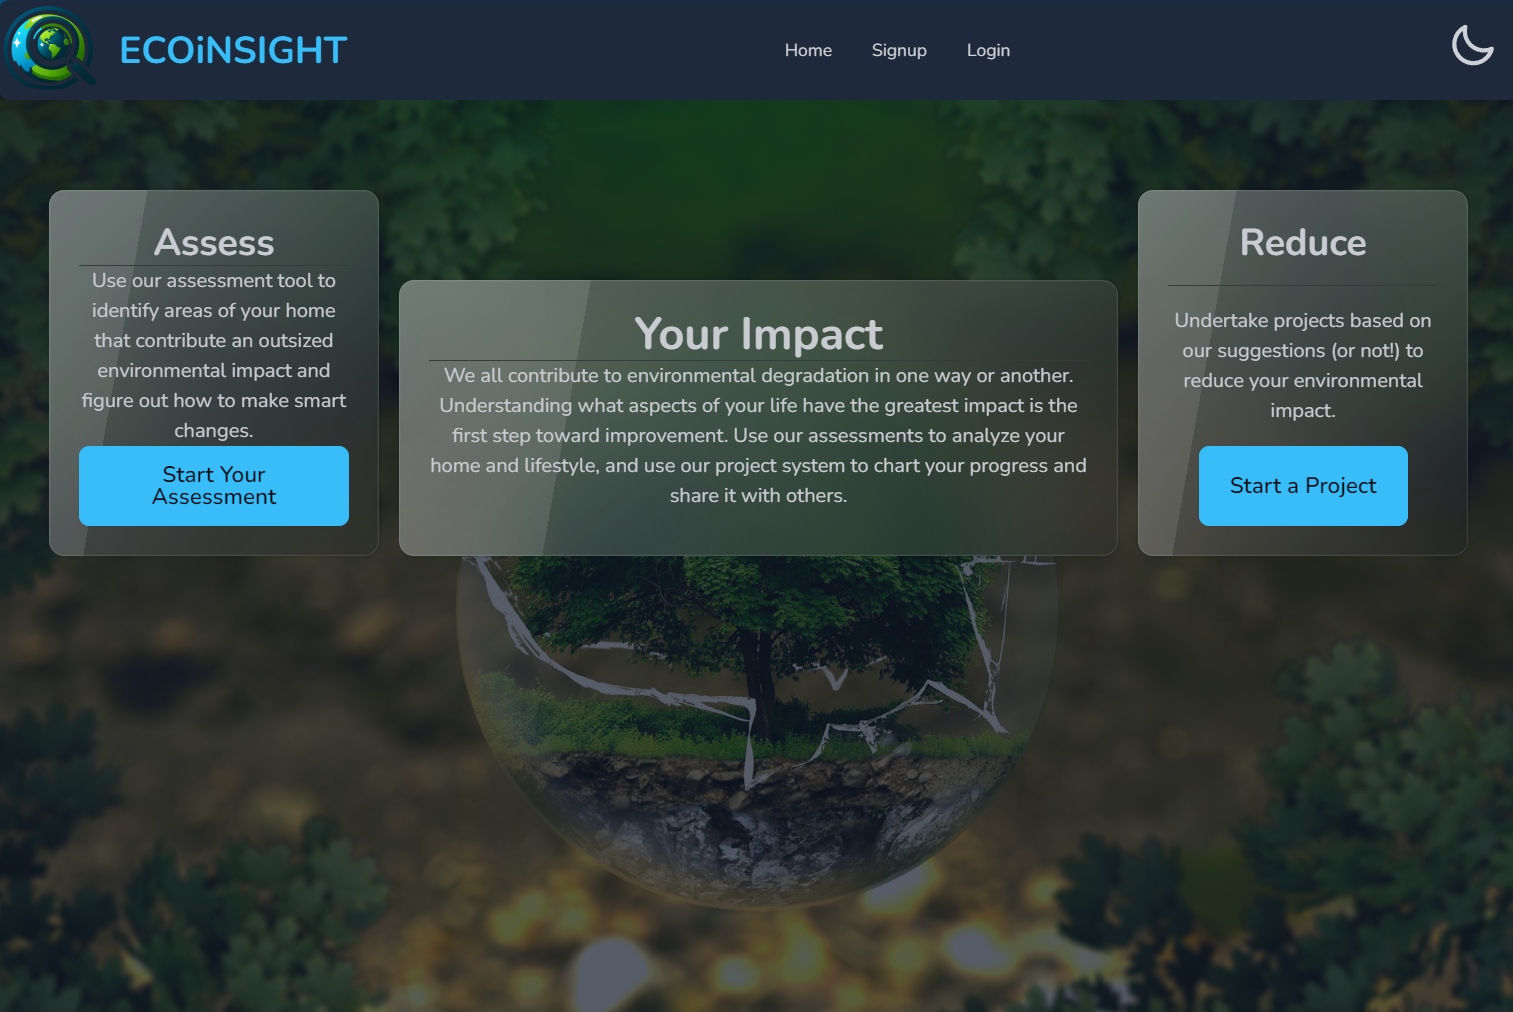 ECOiNSIGHT
Home
Signup
Login
Assess
Use our assessment tool to
identify areas of your home
that contribute an outsized
environmental impact and
figure out how to make smart
changes.
Start Your
Assessment
Your Impact
We all contribute to environmental degradation in one way or another.
Understanding what aspects of your life have the greatest impact is the
first step toward improvement. Use our assessments to analyze your
home and lifestyle, and use our project system to chart your progress and
share it with others.
Reduce
Undertake projects based on
our suggestions (or not!) to
reduce your environmental
impact.
Start a Project